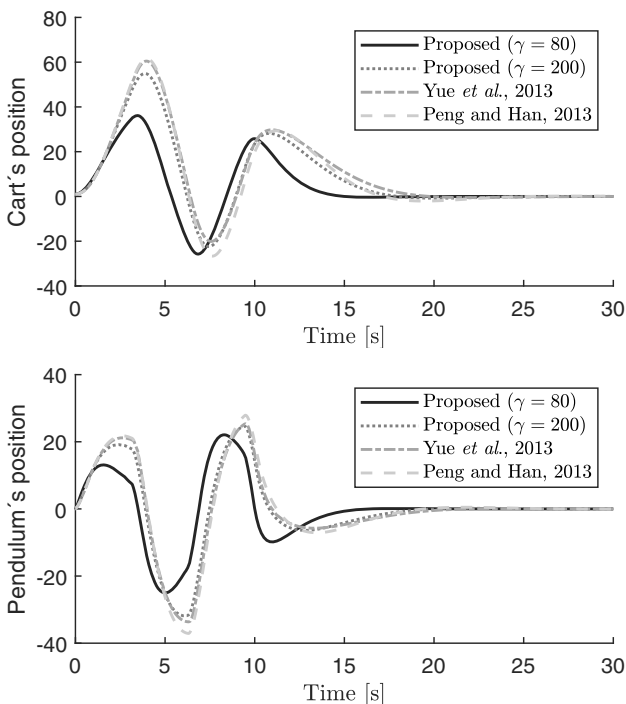 80
60
40
20
0
-20
-40
Cart´s position
Proposed (γ = 80)
Proposed (γ = 200)
Yue et al., 2013
Peng and Han, 2013
0 5 10 15 20 25 30
Time [s]
40
20
0
-20
-40
Pendulum´s position
Proposed (γ = 80)
Proposed (γ = 200)
Yue et al., 2013
Peng and Han, 2013
0 5 10 15 20 25 30
Time [s]